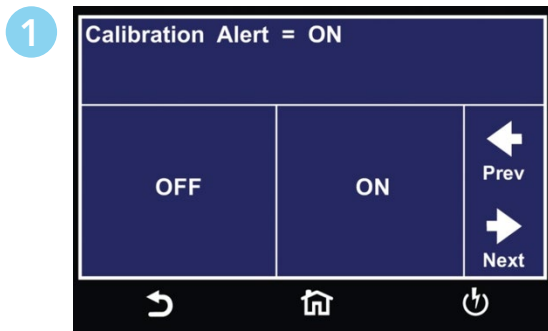 1
Calibration Alert = ON
OFF
ON
Prev
Next